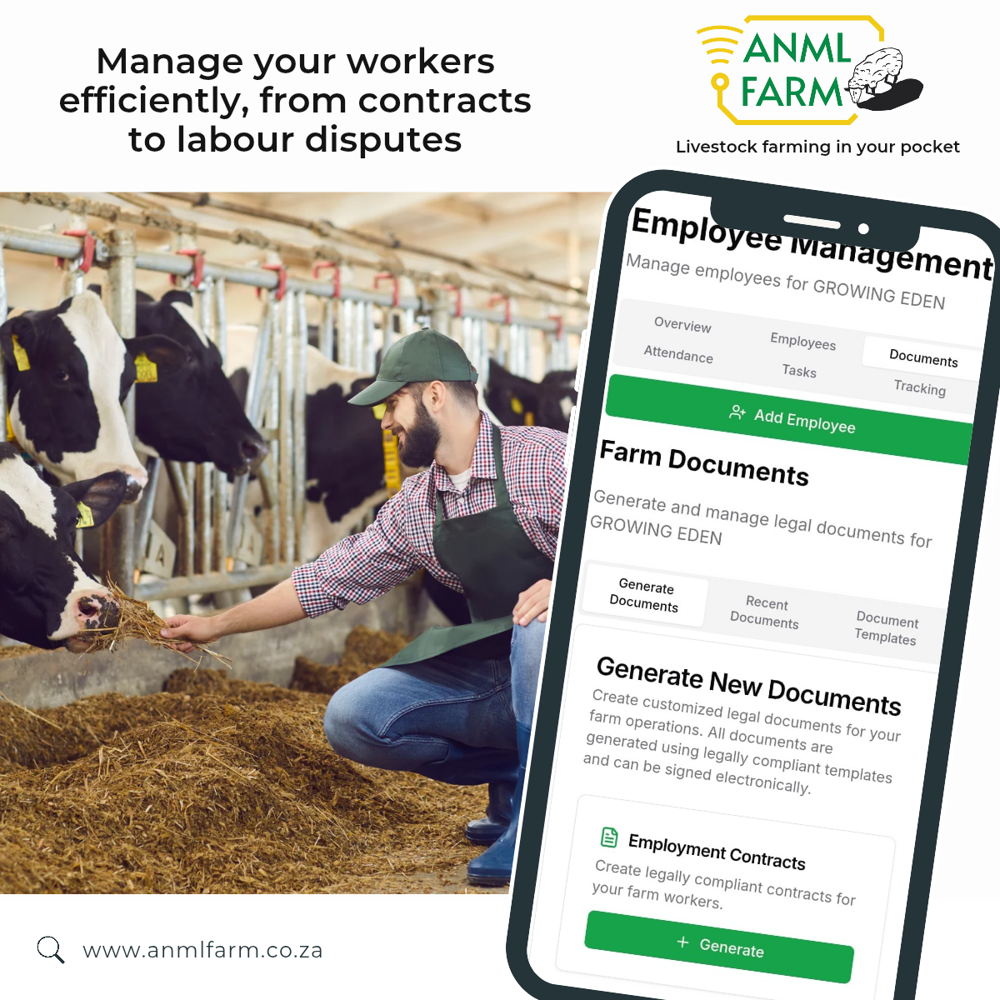 Manage your workers
efficiently, from contracts
to labour disputes
ANML
FARM
Livestock farming in your pocket
Employee Management
Manage employees for GROWING EDEN
Overview
Employees
Documents
Attendance
Tasks
Tracking
Add Employee
Farm Documents
Generate and manage legal documents for
GROWING EDEN
Generate
Documents
Recent
Documents
Document
Templates
Generate New Documents
Create customized legal documents for your
farm operations. All documents are
generated using legally compliant templates
and can be signed electronically.
Employment Contracts
Create legally compliant contracts for
your farm workers.
+ Generate
www.anmlfarm.co.za